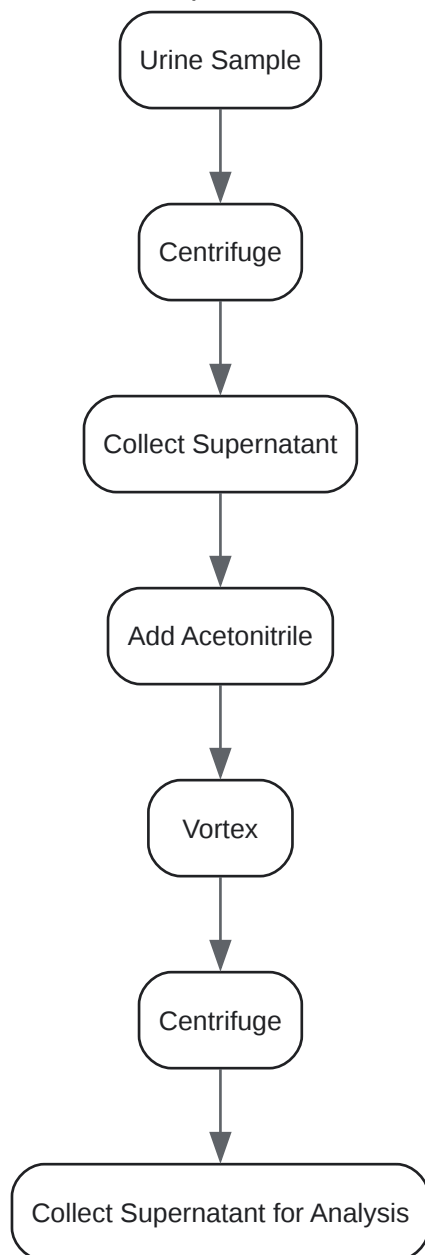 Urine Sample
Centrifuge
Collect Supernatant
Add Acetonitrile
Vortex
Centrifuge
Collect Supernatant for Analysis